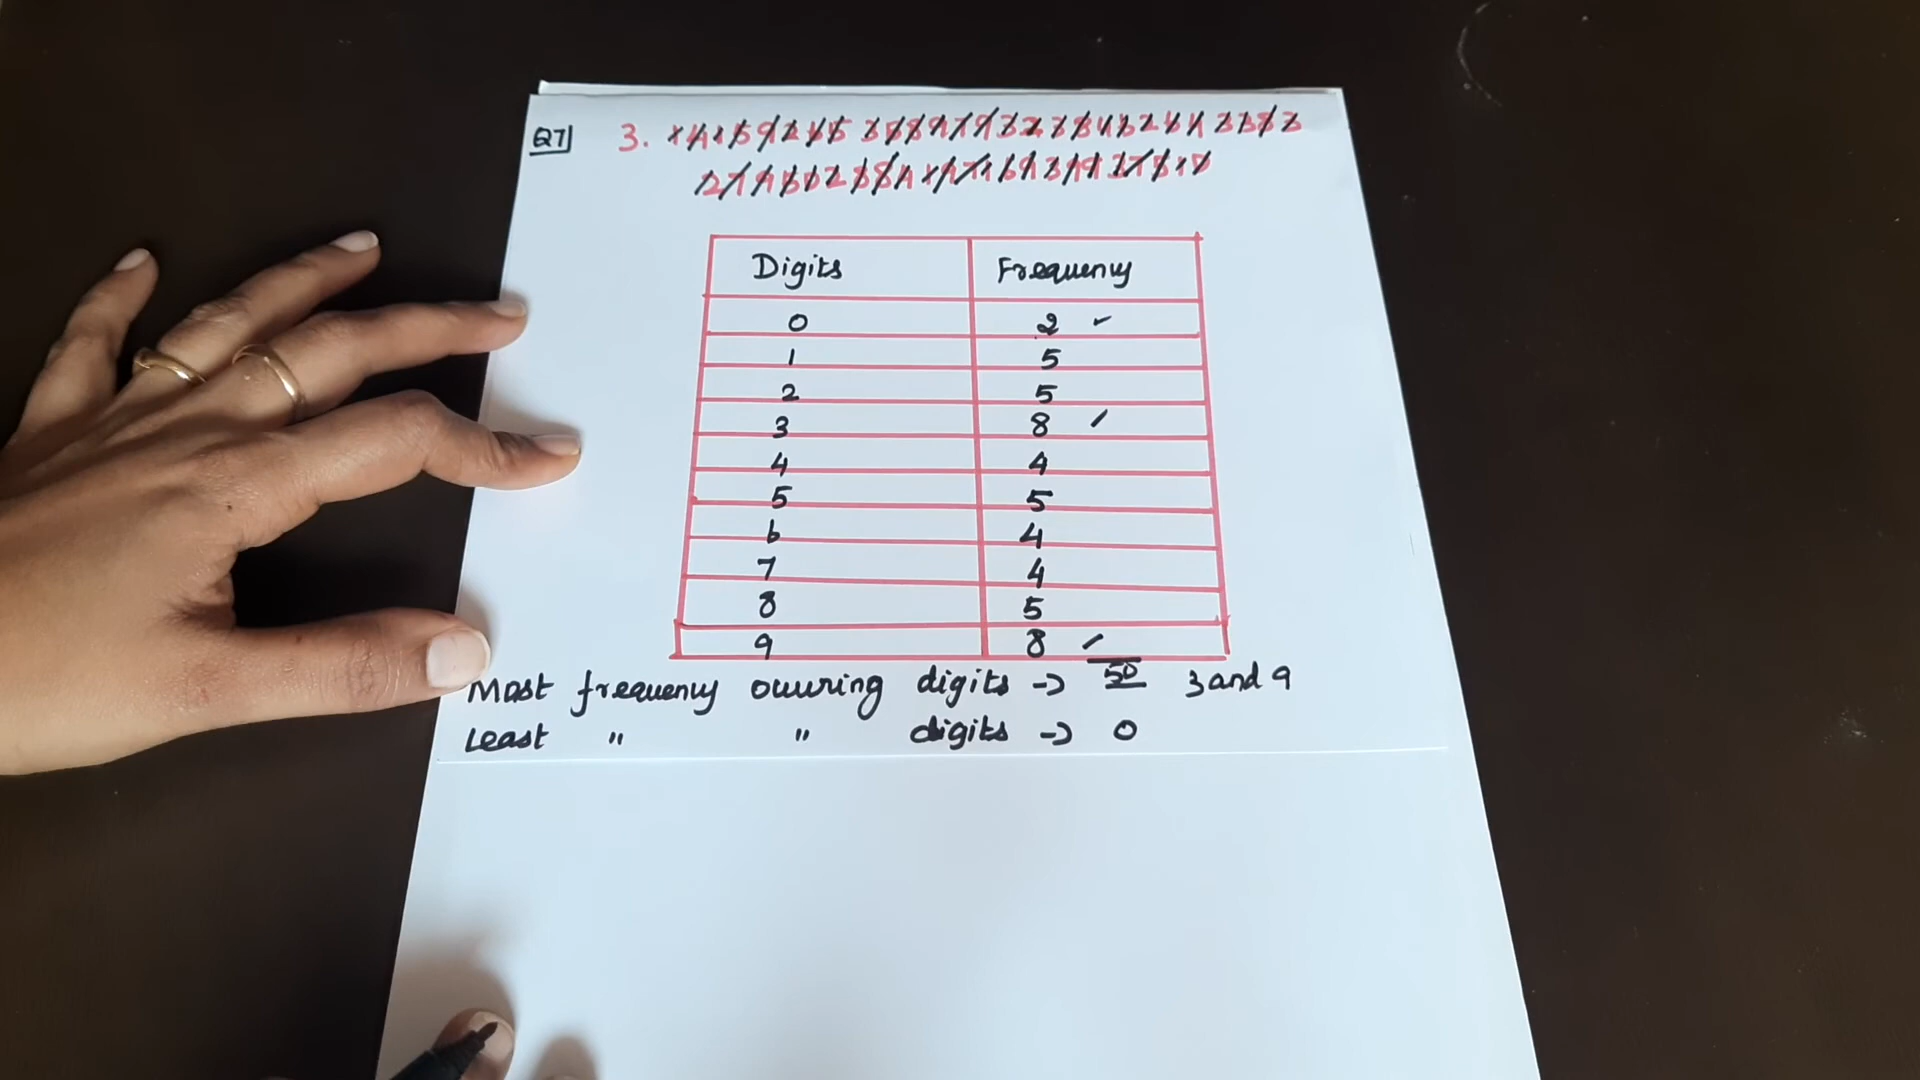 Q7] 3.
Digits Frequency
0 2 ✓
1 5
2 5
3 8 ✓
4 4
5 5
6 4
7 4
8 5
9 8 ✓
50
Most frequency occuring digits -> 3 and 9
Least " " digits -> 0